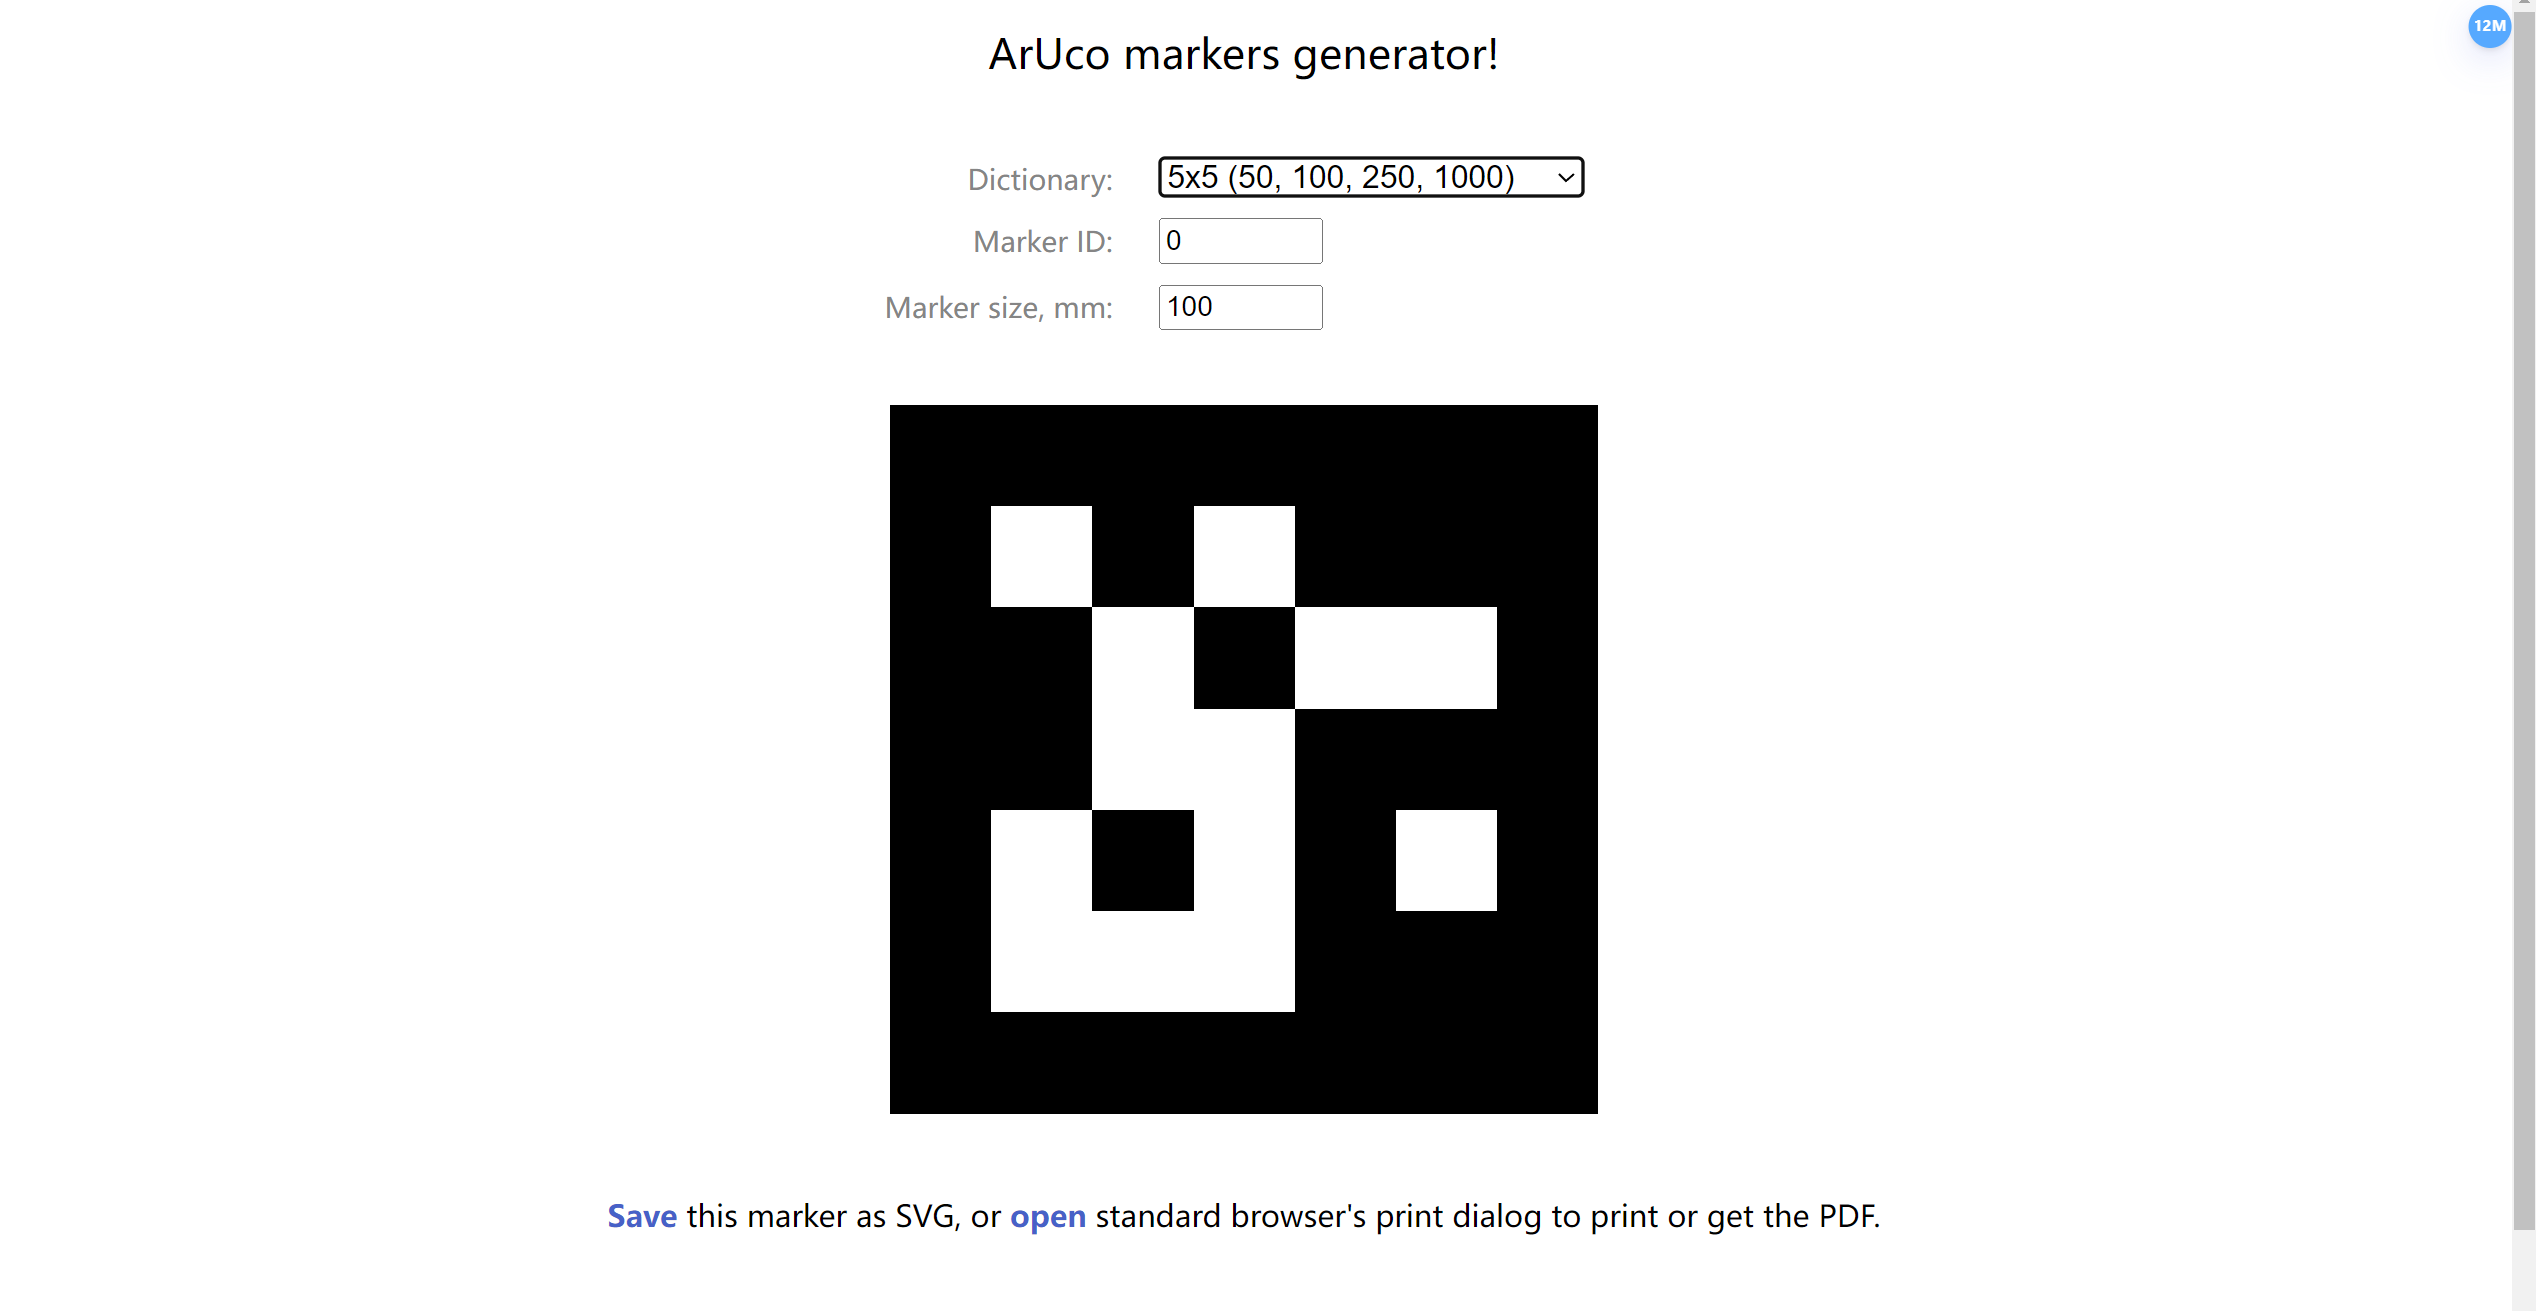 12M
ArUco markers generator!
Dictionary: 5x5 (50, 100, 250, 1000)
Marker ID: 0
Marker size, mm: 100
Save this marker as SVG, or open standard browser's print dialog to print or get the PDF.